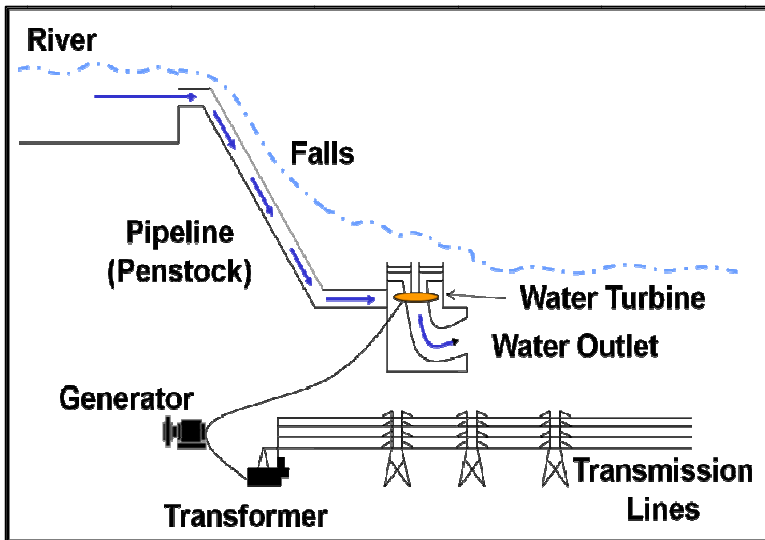 River
Falls
Pipeline
(Penstock)
Water Turbine
Water Outlet
Generator
Transformer
Transmission
Lines